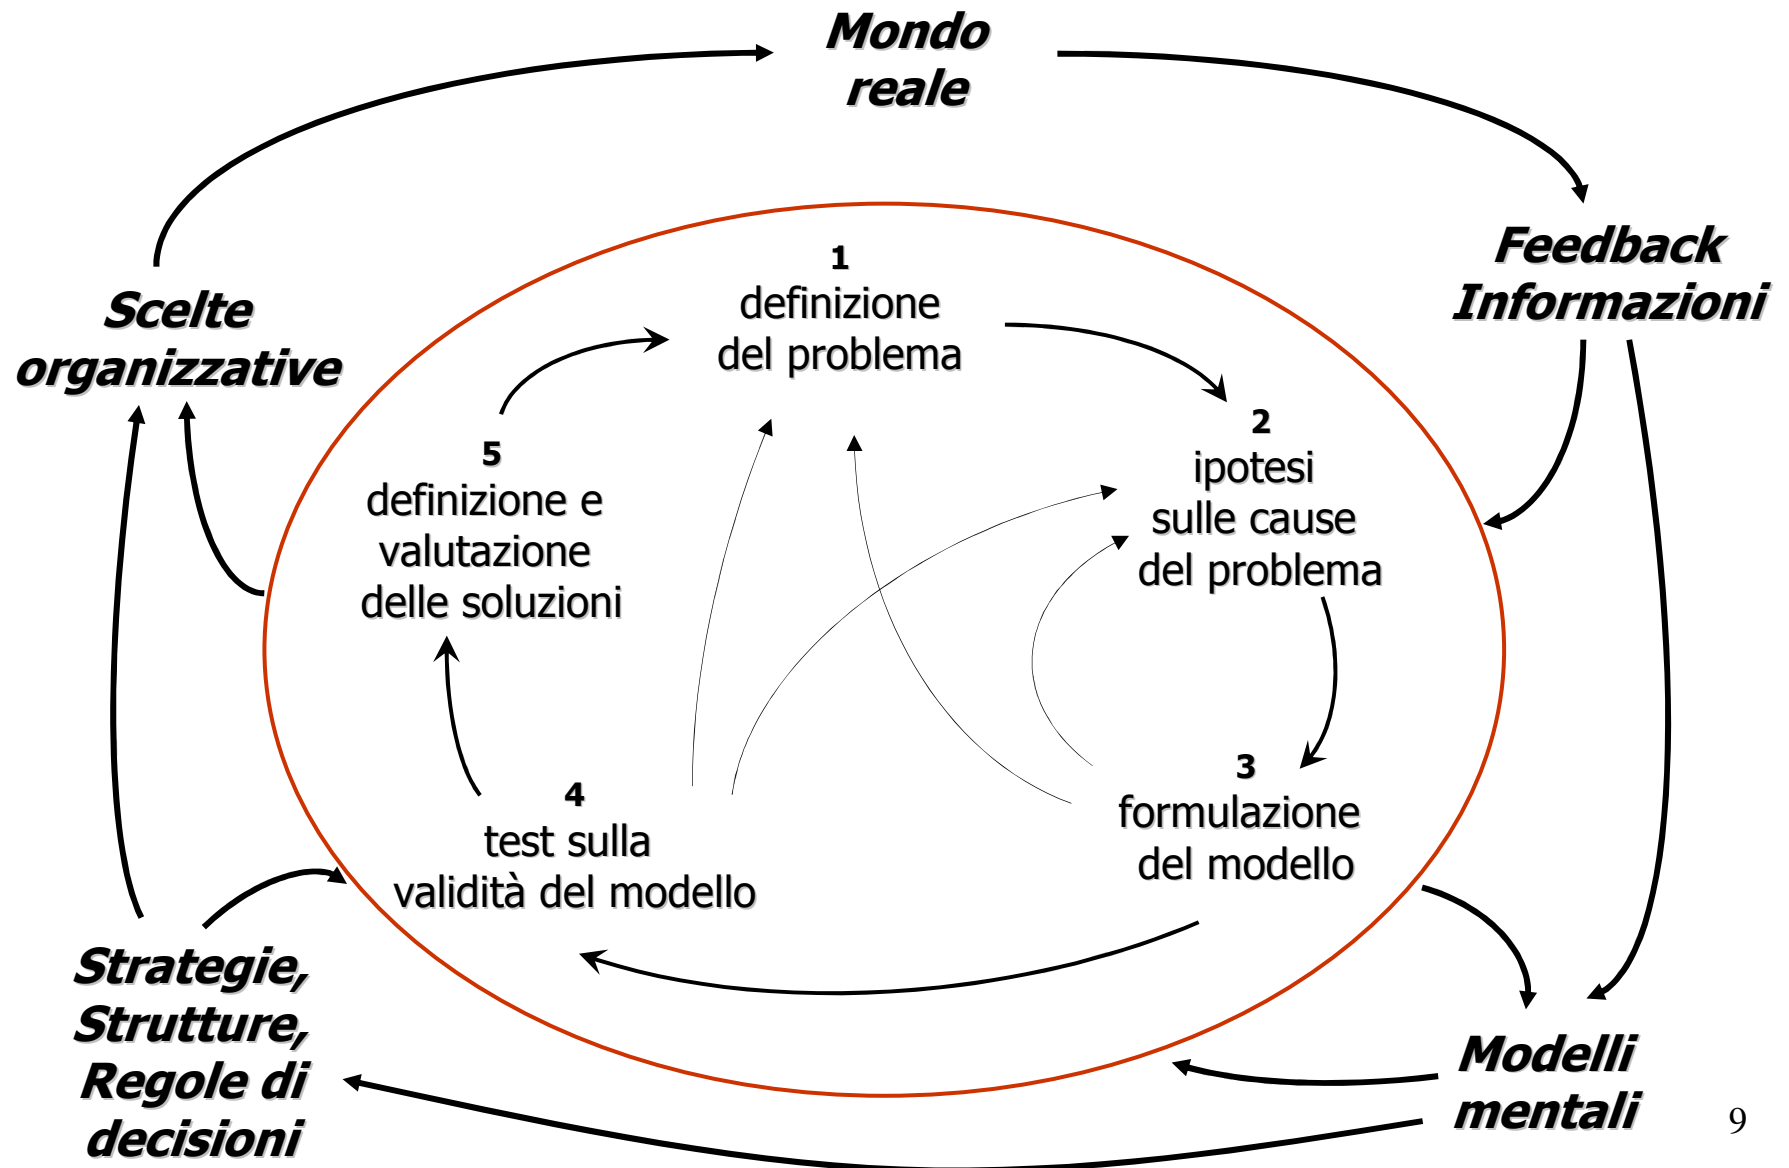 Mondo
reale
Feedback
Informazioni
Scelte
organizzative
1
definizione
del problema
2
ipotesi
sulle cause
del problema
5
definizione e
valutazione
delle soluzioni
3
formulazione
del modello
4
test sulla
validità del modello
Strategie,
Strutture,
Regole di
decisioni
Modelli
mentali
9